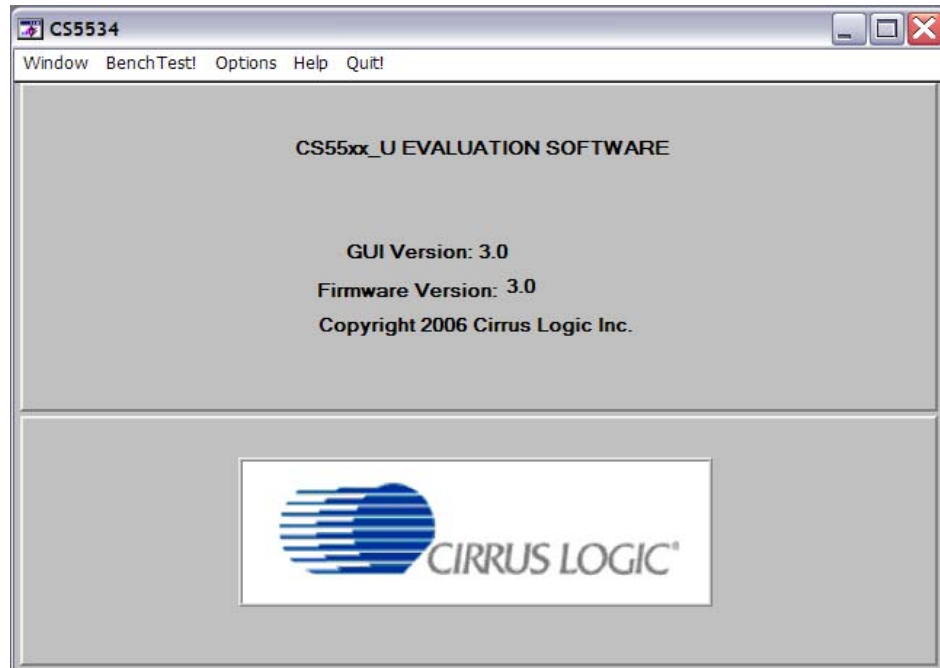 CS5534
Window BenchTest! Options Help Quit!
CS55xx_U EVALUATION SOFTWARE
GUI Version: 3.0
Firmware Version: 3.0
Copyright 2006 Cirrus Logic Inc.
CIRRUS LOGIC®